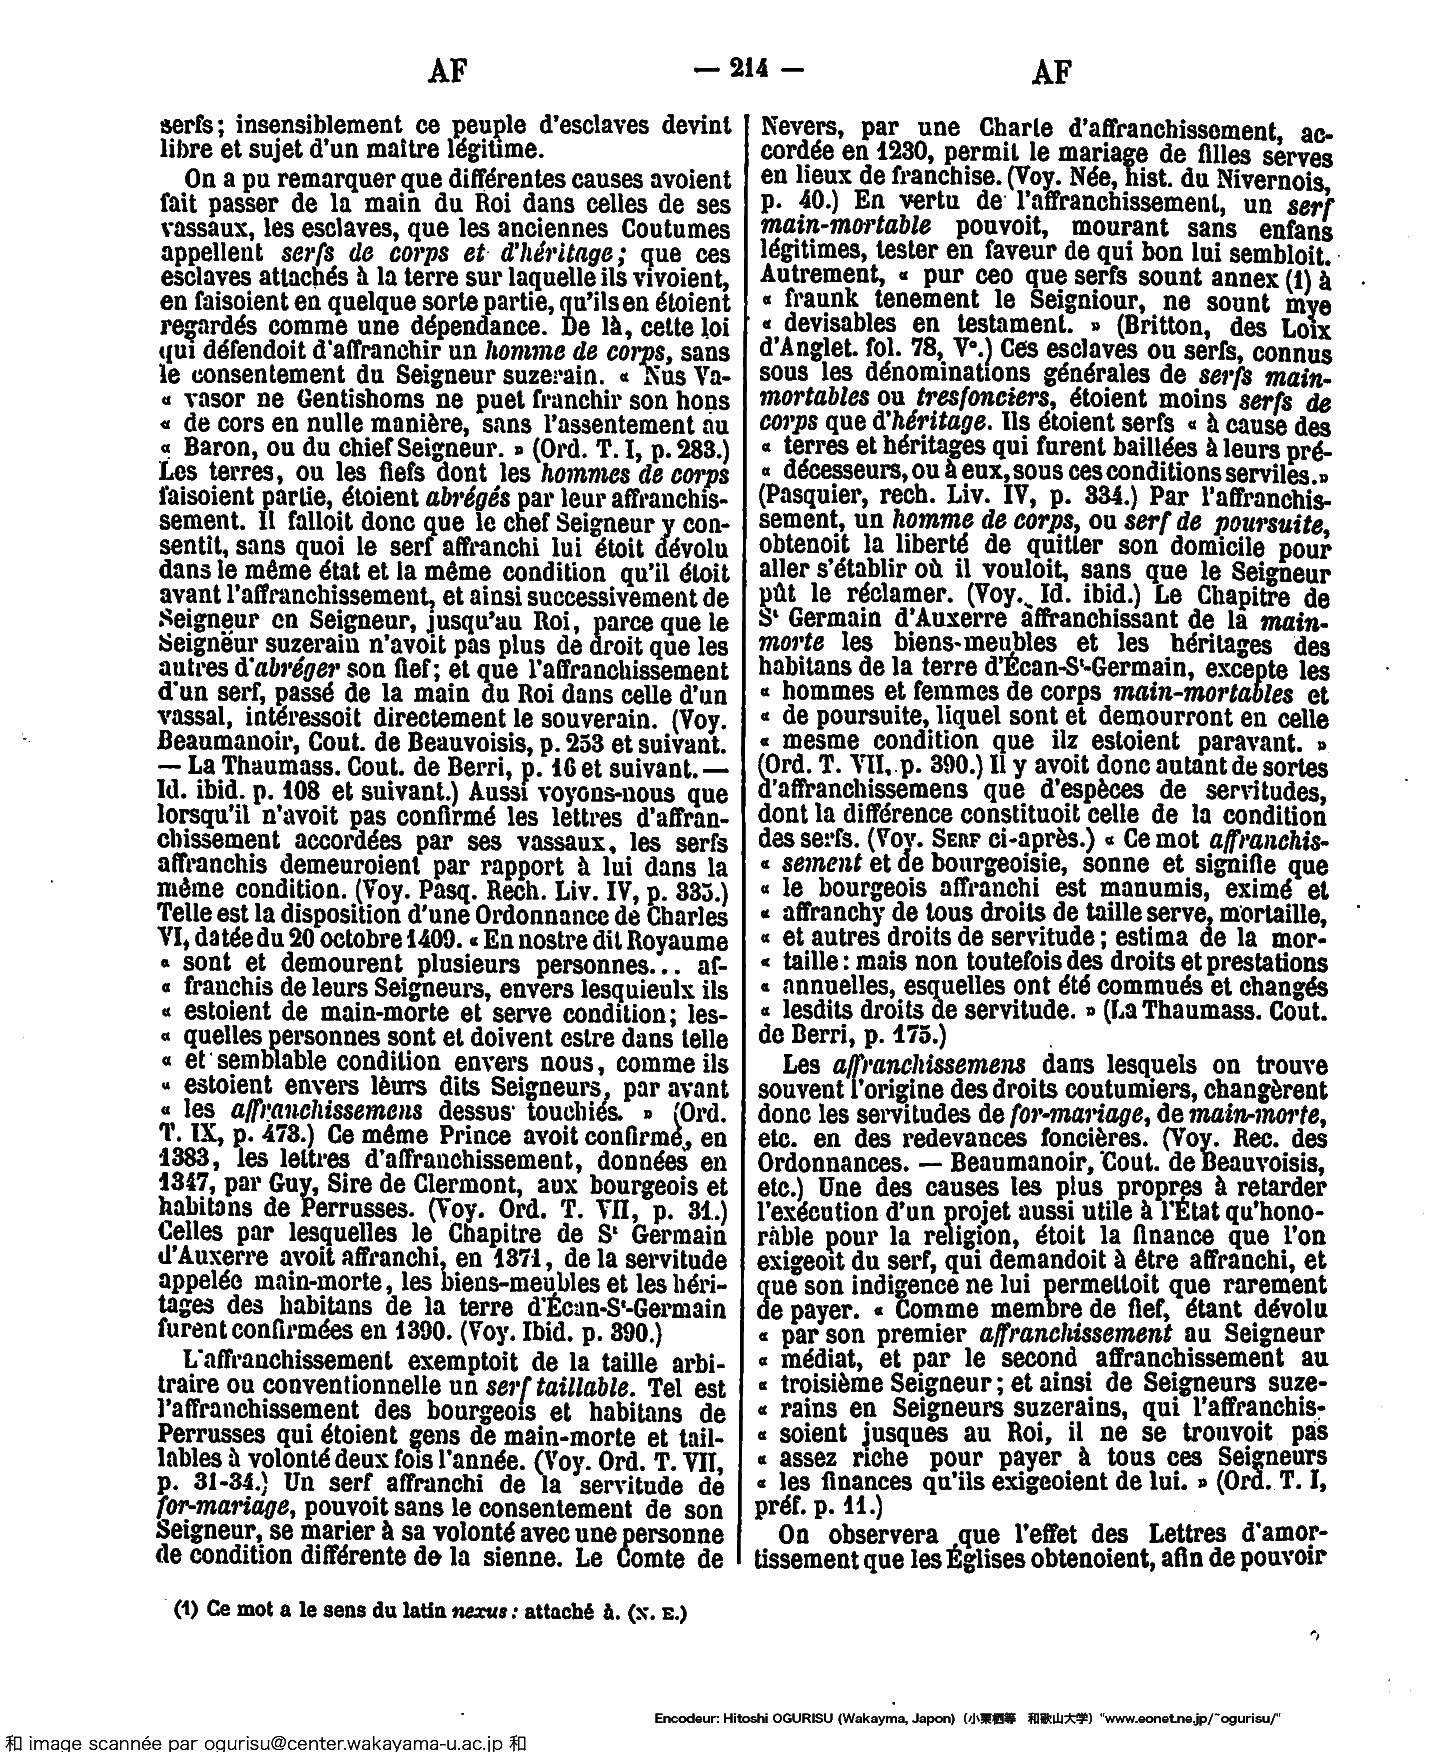 AF
— 214 —
AF
serfs; insensiblement ce peuple d'esclaves devint
libre et sujet d'un maître légitime.
On a pu remarquer que différentes causes avoient
fait passer de la main du Roi dans celles de ses
vassaux, les esclaves, que les anciennes Coutumes
appellent serfs de corps et d'héritage; que ces
esclaves attachés à la terre sur laquelle ils vivoient,
en faisoient en quelque sorte partie, qu'ils en étoient
regardés comme une dépendance. De là, cette loi
qui défendoit d'affranchir un homme de corps, sans
le consentement du Seigneur suzerain. « Nus Va-
« vasor ne Gentishoms ne puet franchir son hons
« de cors en nulle manière, sans l'assentement au
« Baron, ou du chief Seigneur. » (Ord. T. I, p. 283.)
Les terres, ou les fiefs dont les hommes de corps
faisoient partie, étoient abrégés par leur affranchis-
sement. Il falloit donc que le chef Seigneur y con-
sentit, sans quoi le serf affranchi lui étoit dévolu
dans le même état et la même condition qu'il étoit
avant l'affranchissement, et ainsi successivement de
Seigneur en Seigneur, jusqu'au Roi, parce que le
Seigneur suzerain n'avoit pas plus de droit que les
autres d'abréger son fief; et que l'affranchissement
d'un serf, passé de la main du Roi dans celle d'un
vassal, intéressoit directement le souverain. (Voy.
Beaumanoir, Cout. de Beauvoisis, p. 253 et suivant.
— La Thaumass. Cout. de Berri, p. 16 et suivant. —
Id. ibid. p. 108 et suivant.) Aussi voyons-nous que
lorsqu'il n'avoit pas confirmé les lettres d'affran-
chissement accordées par ses vassaux, les serfs
affranchis demeuroient par rapport à lui dans la
même condition. (Voy. Pasq. Rech. Liv. IV, p. 335.)
Telle est la disposition d'une Ordonnance de Charles
VI, datée du 20 octobre 1409. « En nostre dit Royaume
« sont et demourent plusieurs personnes... af-
« franchis de leurs Seigneurs, envers lesquieulx ils
« estoient de main-morte et serve condition; les-
« quelles personnes sont et doivent estre dans telle
« et semblable condition envers nous, comme ils
« estoient envers leurs dits Seigneurs, par avant
« les affranchissemens dessus touchiés. » (Ord.
T. IX, p. 473.) Ce même Prince avoit confirmé, en
1383, les lettres d'affranchissement, données en
1347, par Guy, Sire de Clermont, aux bourgeois et
habitans de Perrusses. (Voy. Ord. T. VII, p. 31.)
Celles par lesquelles le Chapitre de St Germain
d'Auxerre avoit affranchi, en 1371, de la servitude
appelée main-morte, les biens-meubles et les héri-
tages des habitans de la terre d'Écan-St-Germain
furent confirmées en 1390. (Voy. Ibid. p. 390.)
L'affranchissement exemptoit de la taille arbi-
traire ou conventionnelle un serf taillable. Tel est
l'affranchissement des bourgeois et habitans de
Perrusses qui étoient gens de main-morte et tail-
lables à volonté deux fois l'année. (Voy. Ord. T. VII,
p. 31-34.) Un serf affranchi de la servitude de
for-mariage, pouvoit sans le consentement de son
Seigneur, se marier à sa volonté avec une personne
de condition différente de la sienne. Le Comte de
Nevers, par une Charte d'affranchissement, ac-
cordée en 1230, permit le mariage de filles serves
en lieux de franchise. (Voy. Née, hist. du Nivernois,
p. 40.) En vertu de l'affranchissement, un serf
main-mortable pouvoit, mourant sans enfans
légitimes, tester en faveur de qui bon lui sembloit.
Autrement, « pur ceo que serfs sount annex (1) à
« fraunk tenement le Seigniour, ne sount mye
« devisables en testament. » (Britton, des Loix
d'Anglet. fol. 78, V°.) Ces esclaves ou serfs, connus
sous les dénominations générales de serfs main-
mortables ou tresfonciers, étoient moins serfs de
corps que d'héritage. Ils étoient serfs « à cause des
« terres et héritages qui furent baillées à leurs pré-
« décesseurs, ou à eux, sous ces conditions serviles.»
(Pasquier, rech. Liv. IV, p. 334.) Par l'affranchis-
sement, un homme de corps, ou serf de poursuite,
obtenoit la liberté de quitter son domicile pour
aller s'établir où il vouloit, sans que le Seigneur
pût le réclamer. (Voy. Id. ibid.) Le Chapitre de
St Germain d'Auxerre affranchissant de la main-
morte les biens-meubles et les héritages des
habitans de la terre d'Écan-St-Germain, excepte les
« hommes et femmes de corps main-mortables et
« de poursuite, liquel sont et demourront en celle
« mesme condition que ilz estoient paravant. »
(Ord. T. VII, p. 390.) Il y avoit donc autant de sortes
d'affranchissemens que d'espèces de servitudes,
dont la différence constituoit celle de la condition
des serfs. (Voy. SERF ci-après.) « Ce mot affranchis-
« sement et de bourgeoisie, sonne et signifie que
« le bourgeois affranchi est manumis, eximé et
« affranchy de tous droits de taille serve, mortaille,
« et autres droits de servitude; estima de la mor-
« taille: mais non toutefois des droits et prestations
« annuelles, esquelles ont été commués et changés
« lesdits droits de servitude. » (La Thaumass. Cout.
de Berri, p. 175.)
Les affranchissemens dans lesquels on trouve
souvent l'origine des droits coutumiers, changèrent
donc les servitudes de for-mariage, de main-morte,
etc. en des redevances foncières. (Voy. Rec. des
Ordonnances. — Beaumanoir, Cout. de Beauvoisis,
etc.) Une des causes les plus propres à retarder
l'exécution d'un projet aussi utile à l'État qu'hono-
rable pour la religion, étoit la finance que l'on
exigeoit du serf, qui demandoit à être affranchi, et
que son indigence ne lui permettoit que rarement
de payer. « Comme membre de fief, étant dévolu
« par son premier affranchissement au Seigneur
« médiat, et par le second affranchissement au
« troisième Seigneur; et ainsi de Seigneurs suze-
« rains en Seigneurs suzerains, qui l'affranchis-
« soient jusques au Roi, il ne se trouvoit pas
« assez riche pour payer à tous ces Seigneurs
« les finances qu'ils exigeoient de lui. » (Ord. T. I,
préf. p. 11.)
On observera que l'effet des Lettres d'amor-
tissement que les Églises obtenoient, afin de pouvoir
(1) Ce mot a le sens du latin nexus: attaché à. (N. E.)
Encodeur: Hitoshi OGURISU (Wakayma, Japon) (小栗栖等 和歌山大学) "www.eonet.ne.jp/~ogurisu/"
和 image scannée par ogurisu@center.wakayama-u.ac.jp 和